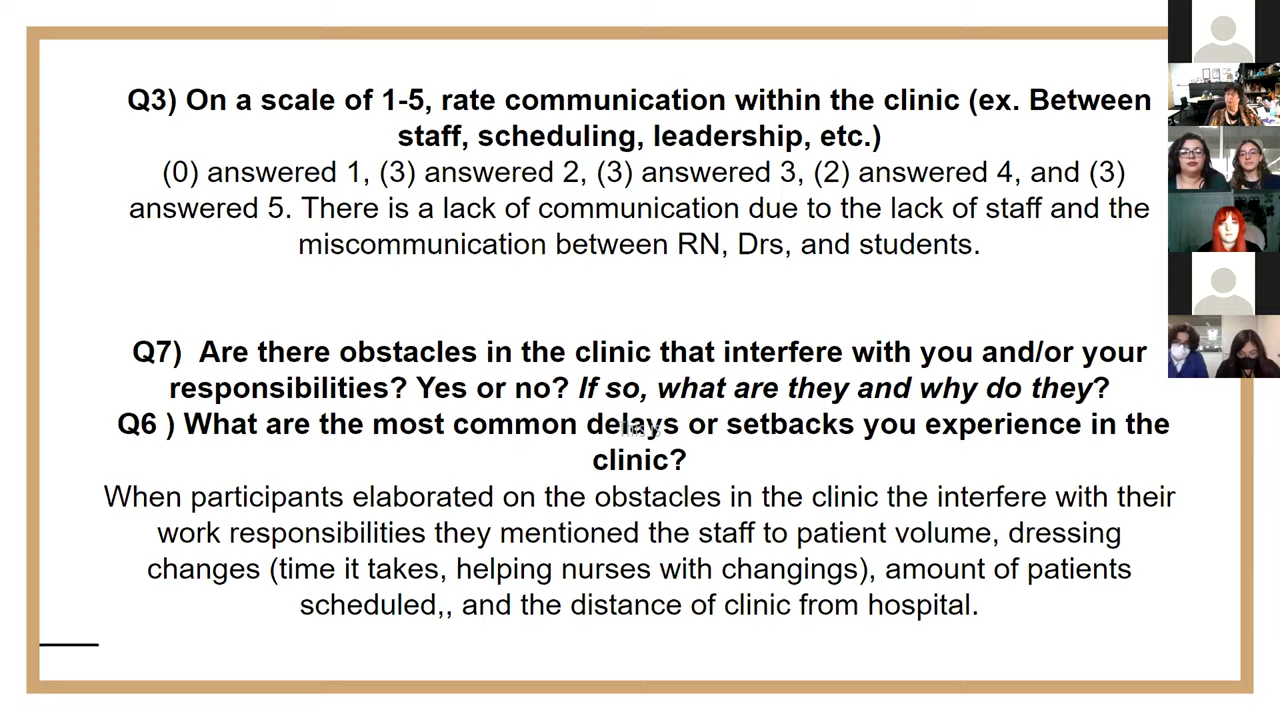 Q3) On a scale of 1-5, rate communication within the clinic (ex. Between
staff, scheduling, leadership, etc.)
(0) answered 1, (3) answered 2, (3) answered 3, (2) answered 4, and (3)
answered 5. There is a lack of communication due to the lack of staff and the
miscommunication between RN, Drs, and students.
Q7)  Are there obstacles in the clinic that interfere with you and/or your
responsibilities? Yes or no? If so, what are they and why do they?
Q6 ) What are the most common delays or setbacks you experience in the
clinic?
When participants elaborated on the obstacles in the clinic the interfere with their
work responsibilities they mentioned the staff to patient volume, dressing
changes (time it takes, helping nurses with changings), amount of patients
scheduled,, and the distance of clinic from hospital.